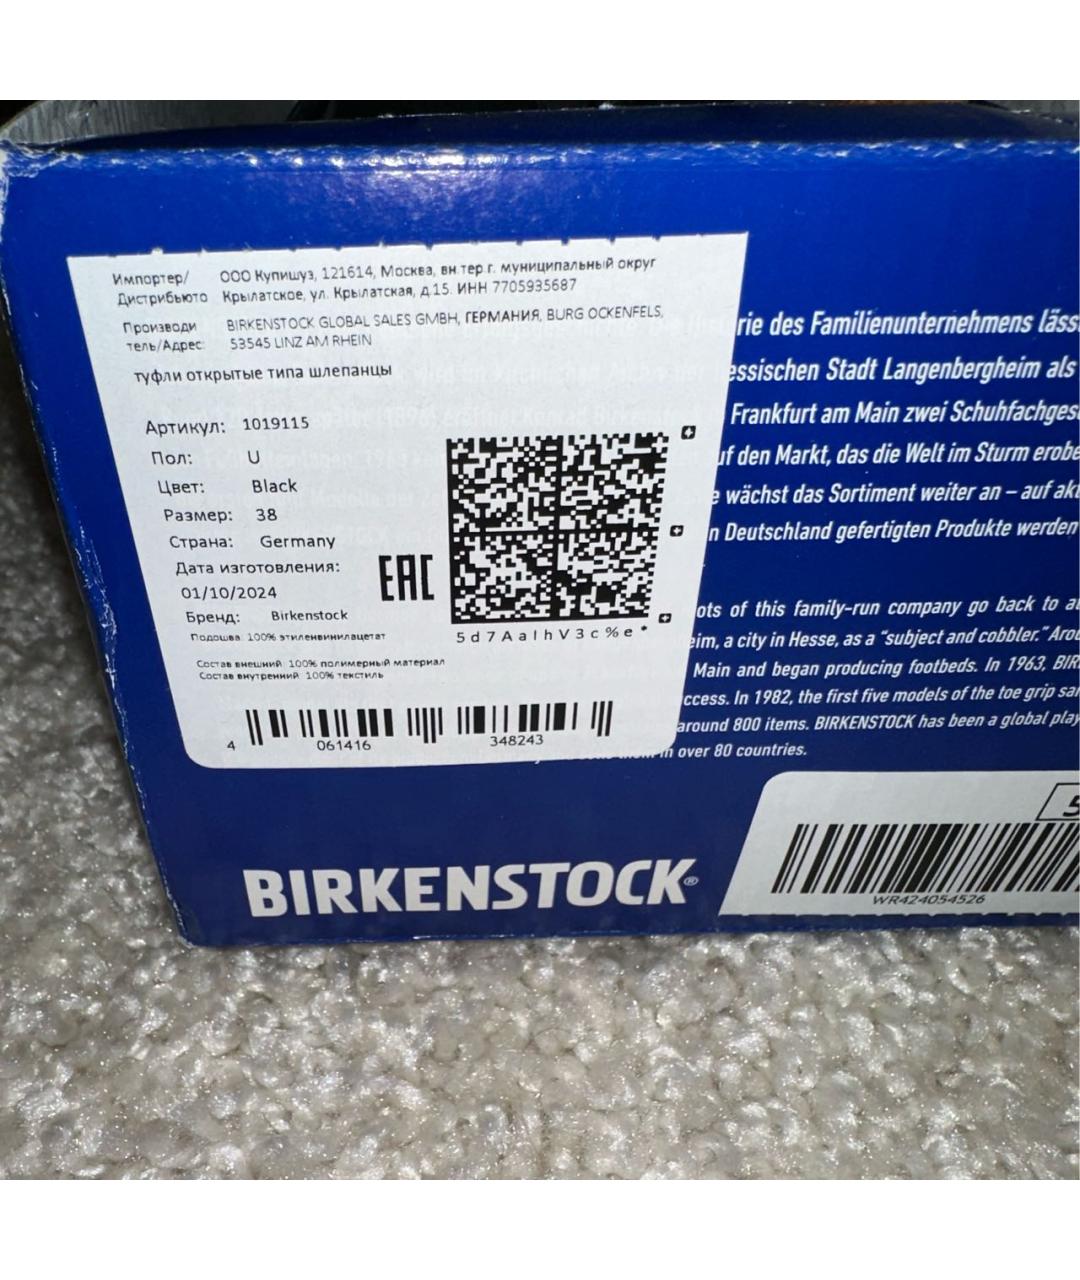 Импортер/ ООО Купишуз, 121614, Москва, вн.тер.г. муниципальный округ
Дистрибьюто Крылатское, ул. Крылатская, д.15. ИНН 7705935687
Производи BIRKENSTOCK GLOBAL SALES GMBH, ГЕРМАНИЯ, BURG OCKENFELS,
тель/Адрес: 53545 LINZ AM RHEIN
туфли открытые типа шлепанцы
Артикул: 1019115
Пол: U
Цвет: Black
Размер: 38
Страна: Germany
Дата изготовления:
01/10/2024
Бренд: Birkenstock
Подошва: 100% этиленвинилацетат
Состав внешний: 100% полимерный материал
Состав внутренний: 100% текстиль
EAC
5d7AalhV3c%e*
4 061416 348243
rie des Familienunternehmens läss
essischen Stadt Langenbergheim als
Frankfurt am Main zwei Schuhfachges
uf den Markt, das die Welt im Sturm erobe
e wächst das Sortiment weiter an – auf ak
n Deutschland gefertigten Produkte werden
ots of this family-run company go back to a
eim, a city in Hesse, as a “subject and cobbler.” Aro
Main and began producing footbeds. In 1963, BIR
ccess. In 1982, the first five models of the toe grip sa
around 800 items. BIRKENSTOCK has been a global play
in over 80 countries.
BIRKENSTOCK®
5
WR424054526